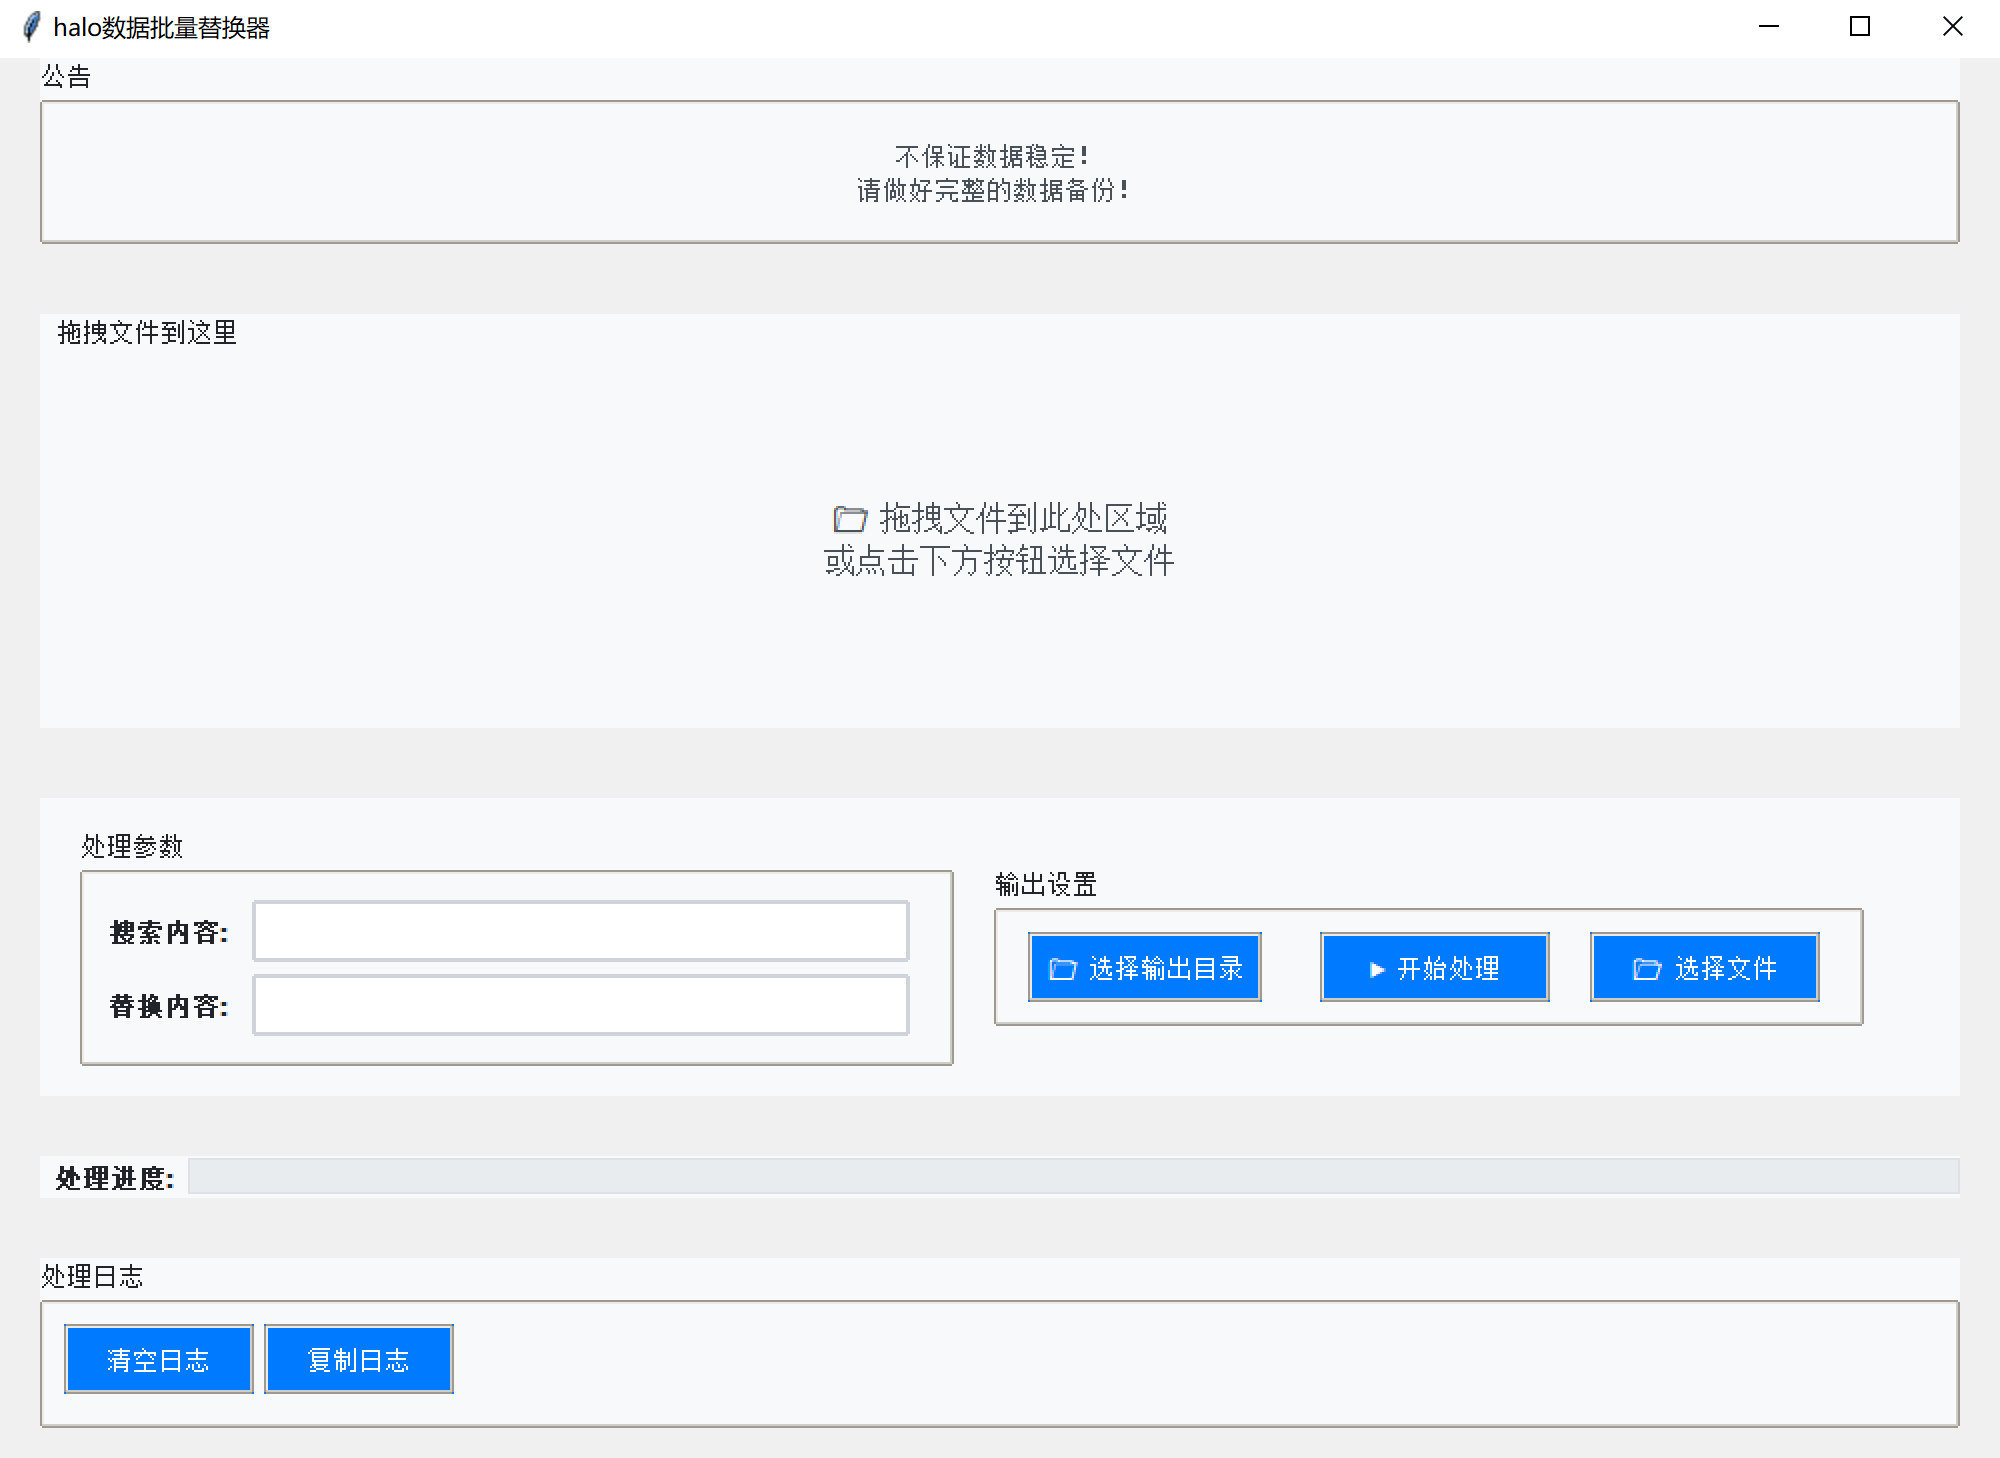 halo数据批量替换器
公告
不保证数据稳定!
请做好完整的数据备份!
拖拽文件到这里
拖拽文件到此处区域
或点击下方按钮选择文件
处理参数
搜索内容:
替换内容:
输出设置
选择输出目录
开始处理
选择文件
处理进度:
处理日志
清空日志
复制日志